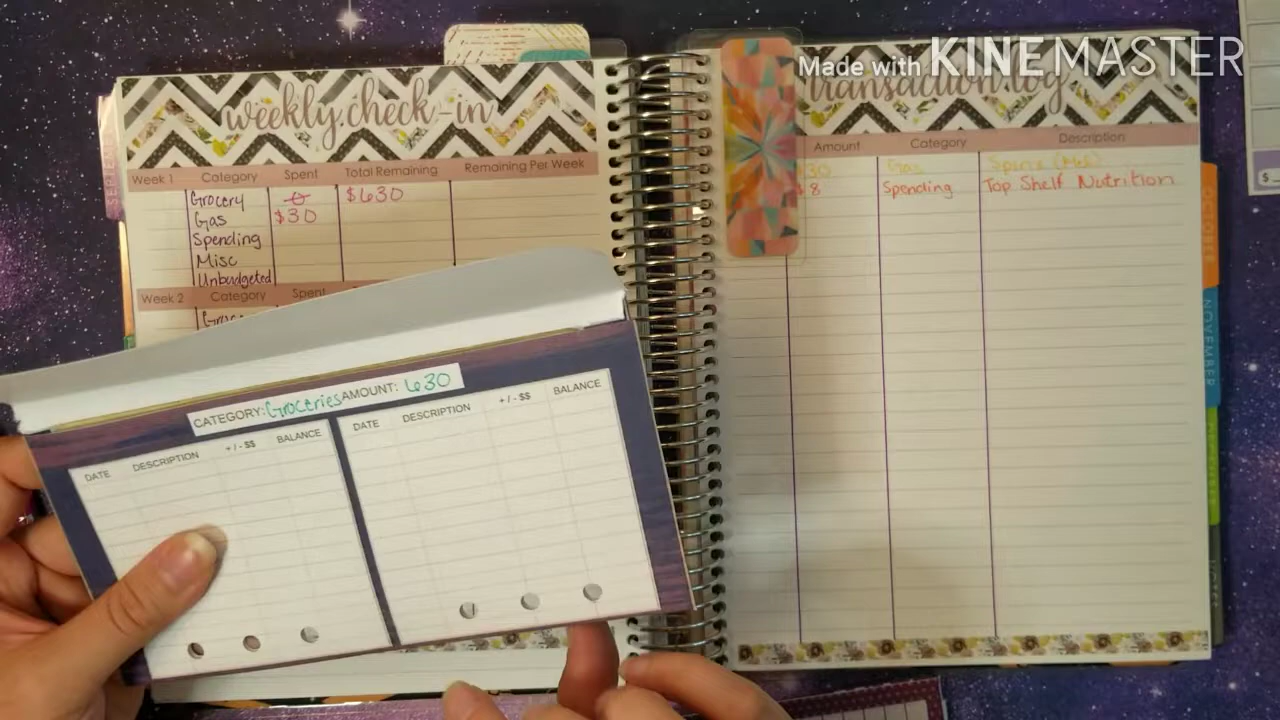 Made with KINEMASTER
weekly.check-in
Week 1 Category Spent Total Remaining Remaining Per Week
Grocery $630
Gas $30
Spending
Misc
Unbudgeted
Week 2 Category Spent
transaction log
Amount Category Description
$30 Gas
$8 Spending Top Shelf Nutrition
CATEGORY: Groceries AMOUNT: 630
DATE DESCRIPTION +/-$$ BALANCE
DATE DESCRIPTION +/-$$ BALANCE
OCTOBER
NOVEMBER
$